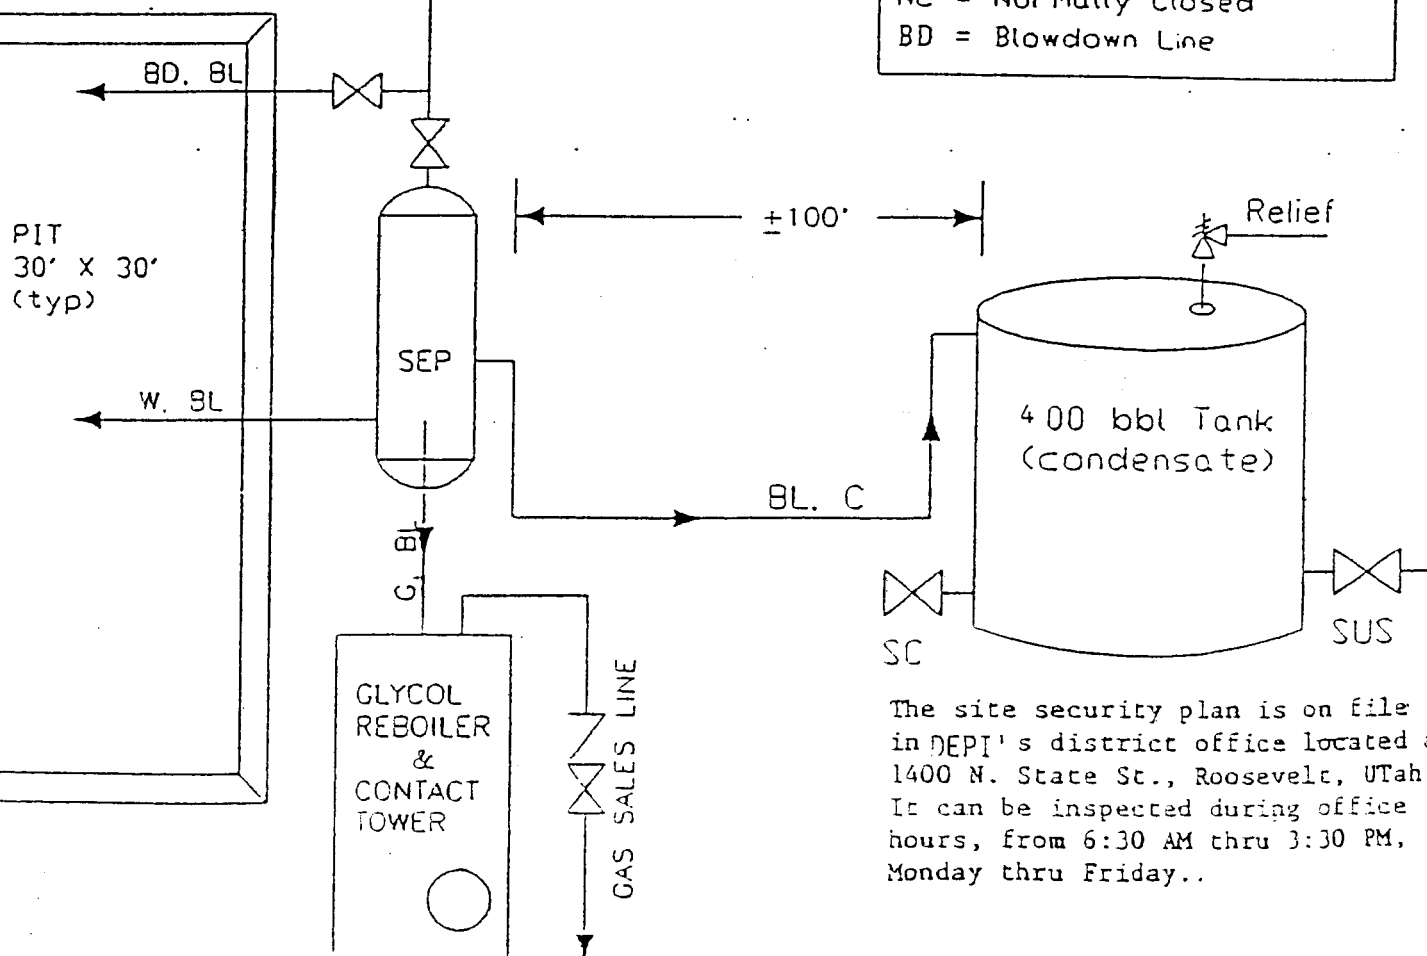 NC = Normally Closed
BD = Blowdown Line
BD. BL
PIT
30' X 30'
(typ)
±100'
Relief
SEP
W. BL
400 bbl Tank
(condensate)
BL. C
G. BL
SC
SUS
GLYCOL
REBOILER
&
CONTACT
TOWER
GAS SALES LINE
The site security plan is on file
in DEPI's district office located
1400 N. State St., Roosevelt, UTah
It can be inspected during office
hours, from 6:30 AM thru 3:30 PM,
Monday thru Friday..